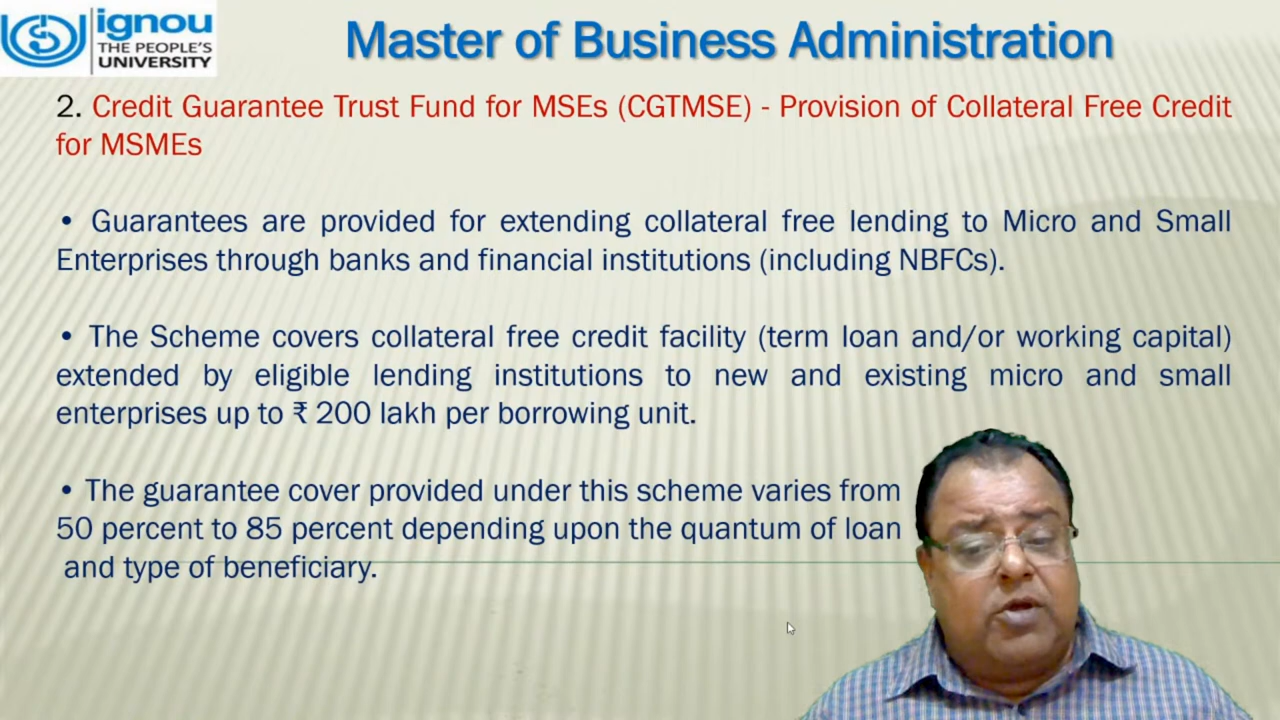 ignou
THE PEOPLE'S
UNIVERSITY
Master of Business Administration
2. Credit Guarantee Trust Fund for MSEs (CGTMSE) - Provision of Collateral Free Credit
for MSMEs
• Guarantees are provided for extending collateral free lending to Micro and Small
Enterprises through banks and financial institutions (including NBFCs).
• The Scheme covers collateral free credit facility (term loan and/or working capital)
extended by eligible lending institutions to new and existing micro and small
enterprises up to ₹ 200 lakh per borrowing unit.
• The guarantee cover provided under this scheme varies from
50 percent to 85 percent depending upon the quantum of loan
and type of beneficiary.